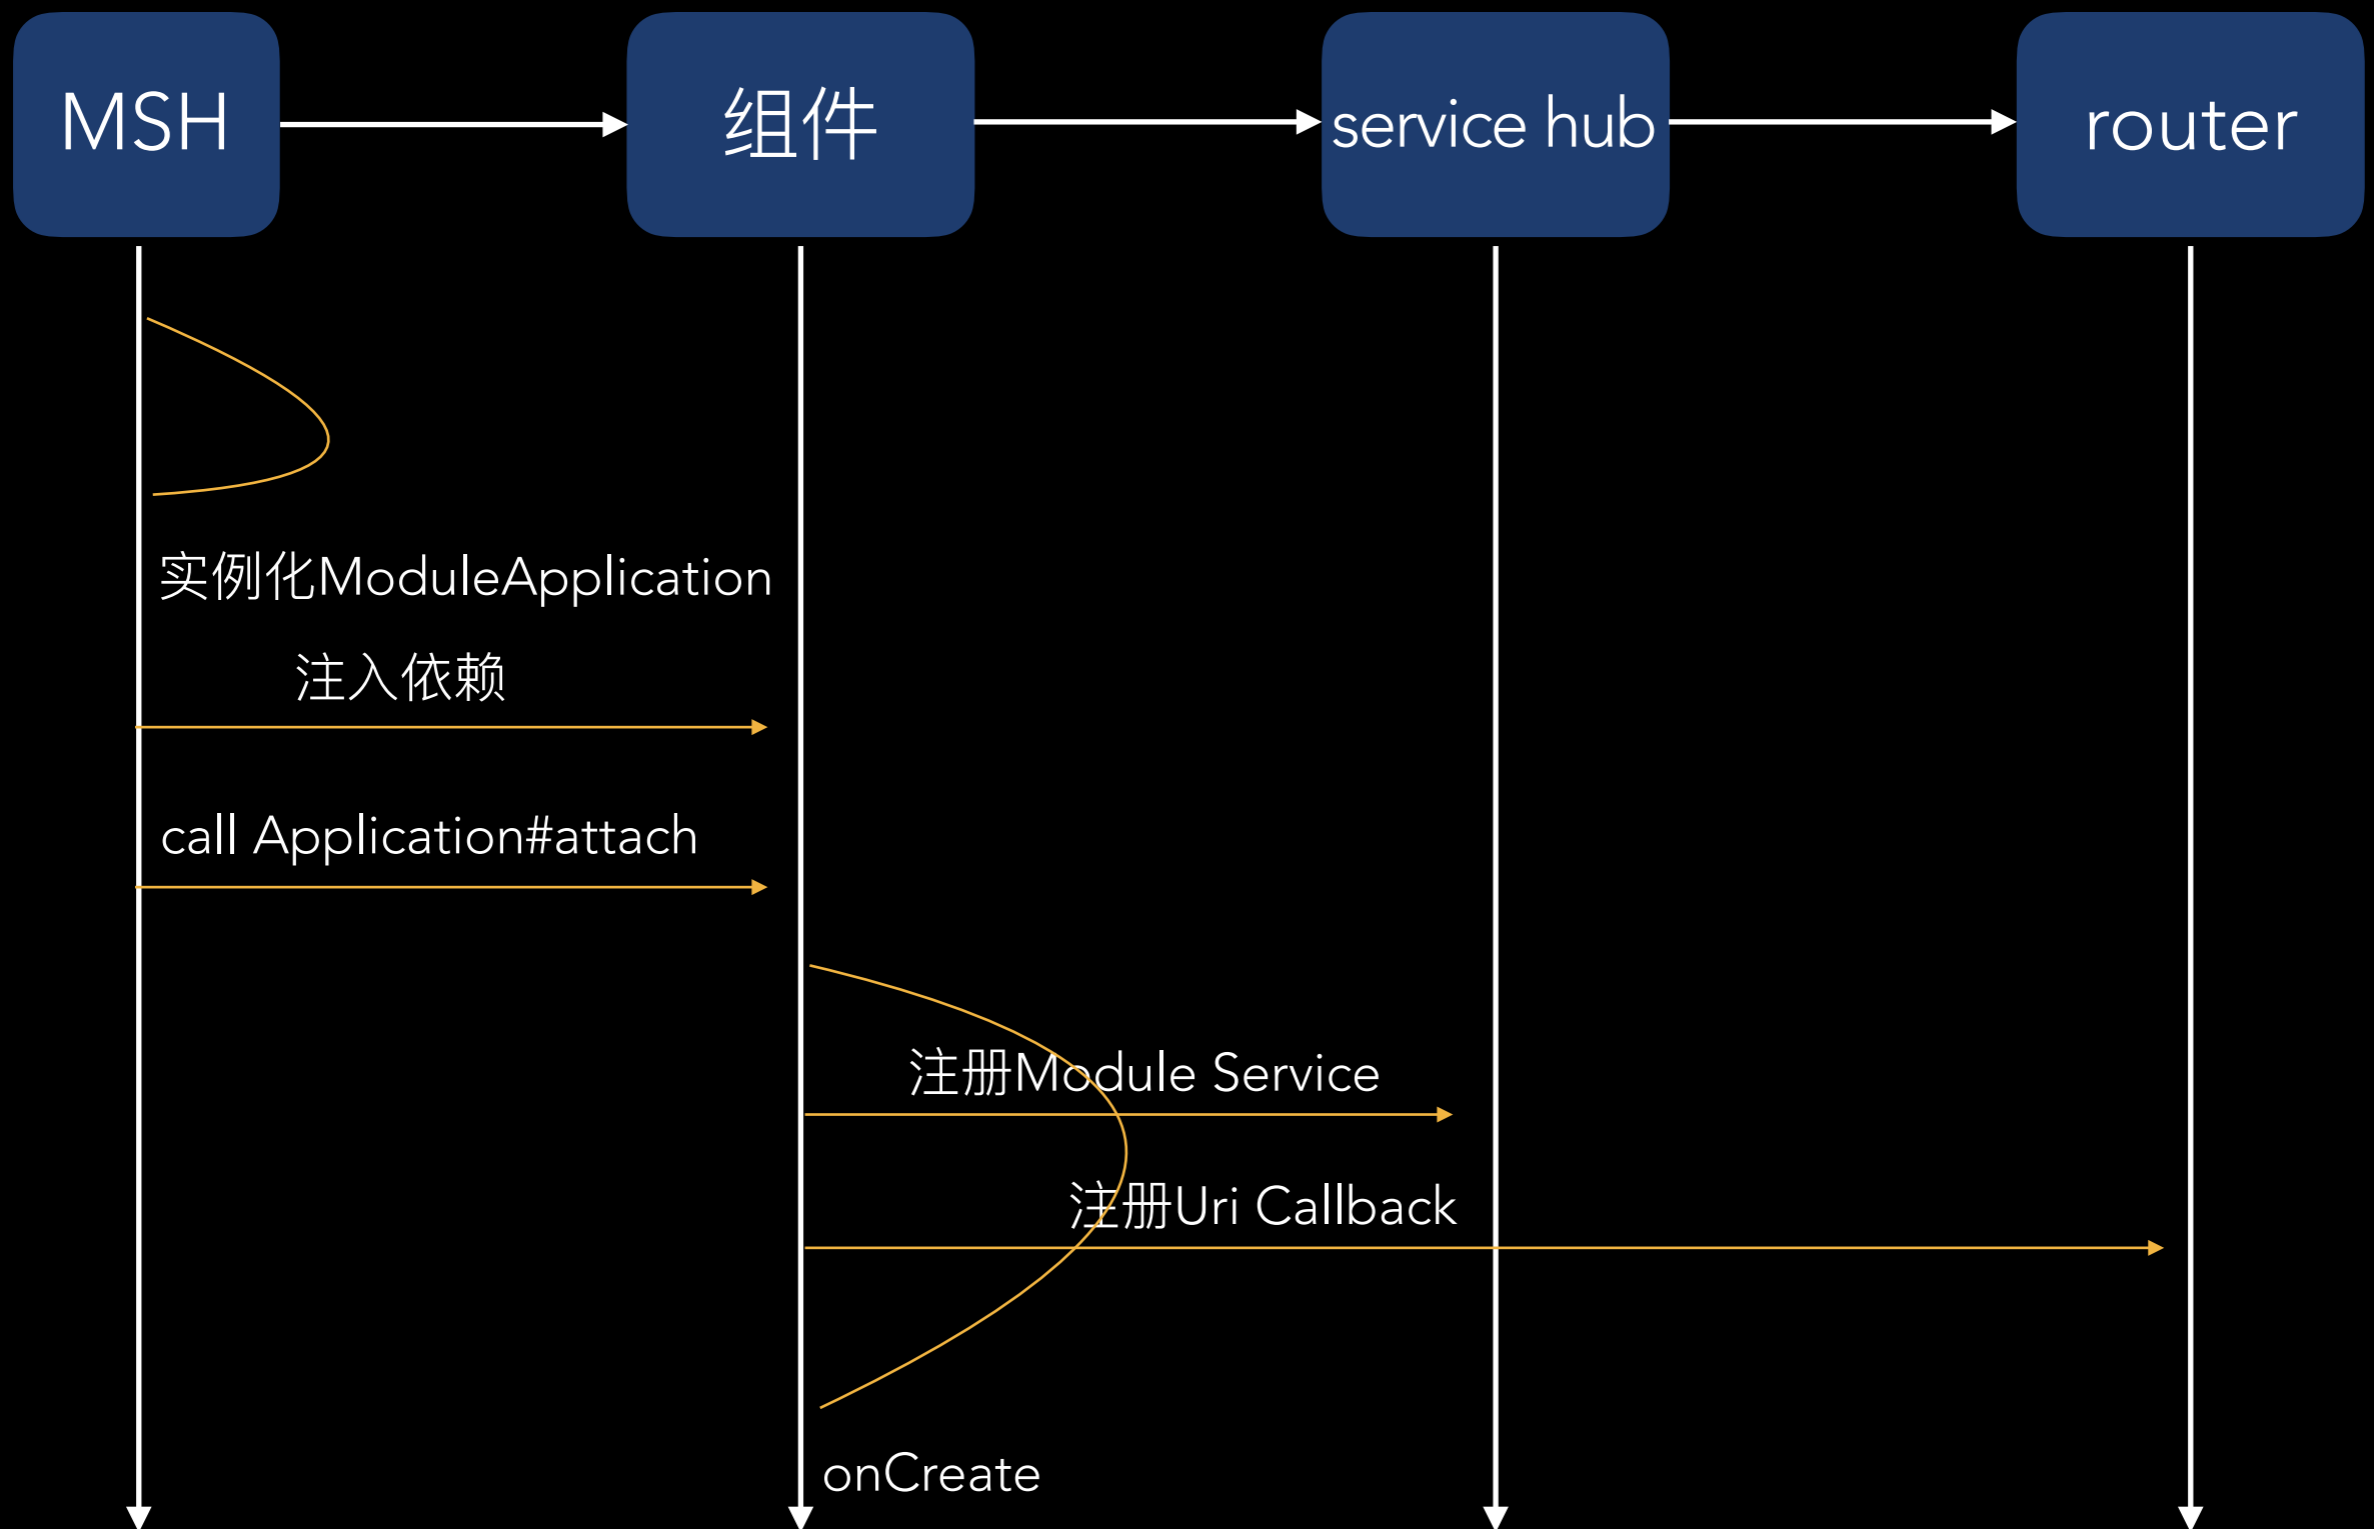 MSH
组件
service hub
router
实例化ModuleApplication
注入依赖
call Application#attach
注册Module Service
注册Uri Callback
onCreate